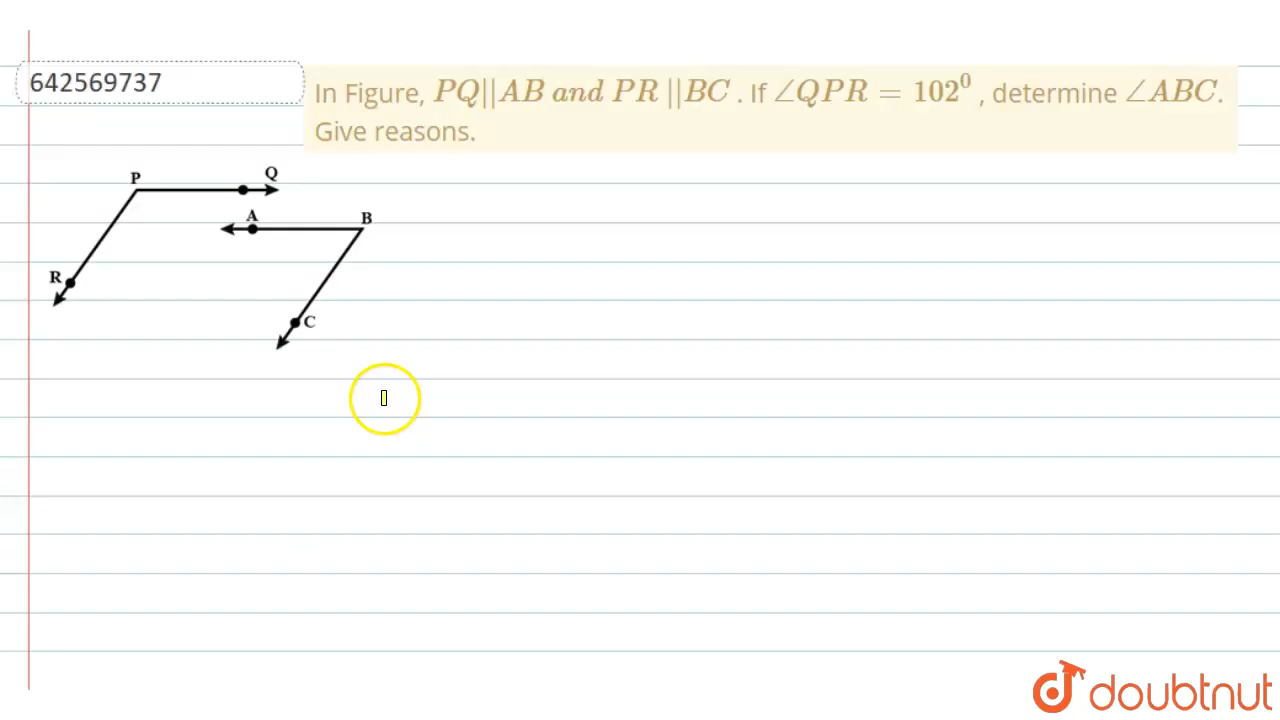 642569737
In Figure, PQ||AB and PR ||BC . If ∠QPR = 102⁰ , determine ∠ABC.
Give reasons.
P
Q
A
B
R
C
doubtnut